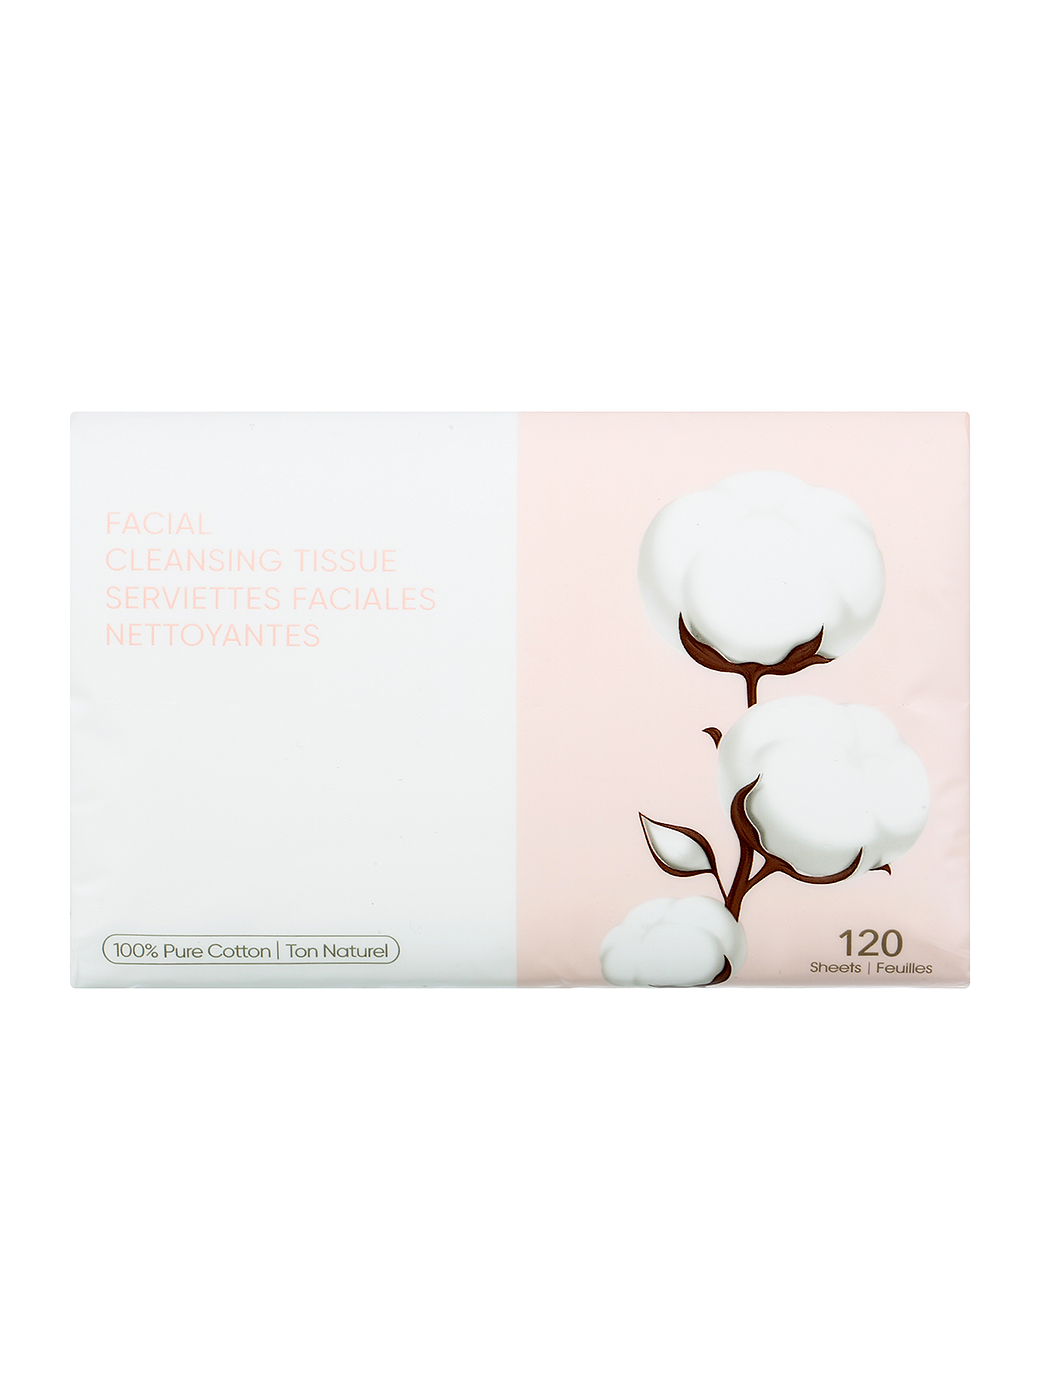 FACIAL
CLEANSING TISSUE
SERVIETTES FACIALES
NETTOYANTES
100% Pure Cotton | Ton Naturel
120
Sheets | Feuilles